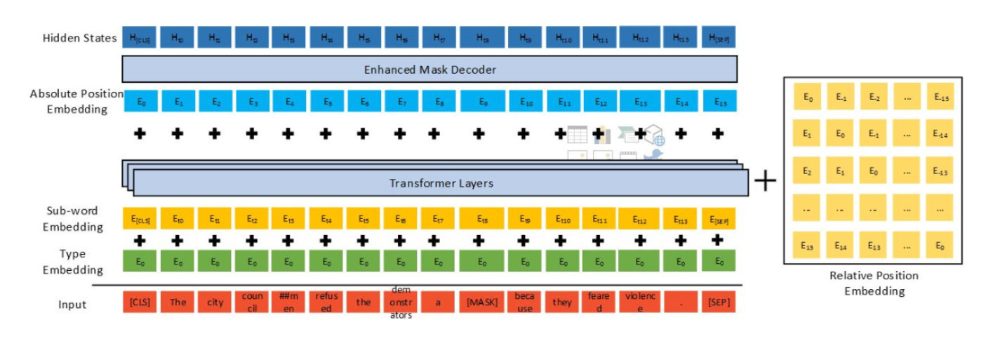 Hidden States H[CLS] Ht0 Ht1 Ht2 Ht3 Ht4 Ht5 Ht6 Ht7 Ht8 Ht9 Ht10 Ht11 Ht12 Ht13 H[SEP]
Enhanced Mask Decoder
Absolute Position
Embedding
E0 E1 E2 E3 E4 E5 E6 E7 E8 E9 E10 E11 E12 E13 E14 E15
+ + + + + + + + + + + + + + + +
Transformer Layers
+
Sub-word
Embedding
E[CLS] Et0 Et1 Et2 Et3 Et4 Et5 Et6 Et7 Et8 Et9 Et10 Et11 Et12 Et13 E[SEP]
+ + + + + + + + + + + + + + + +
Type
Embedding
E0 E0 E0 E0 E0 E0 E0 E0 E0 E0 E0 E0 E0 E0 E0 E0
Input
[CLS]
The
city
coun
cil
##m
en
refus
ed
the
dem
onstr
ators
a
[MASK]
beca
use
they
feare
d
violenc
e
.
[SEP]
E0 E-1 E-2 ... E-15
E1 E0 E-1 ... E-14
E2 E1 E0 ... E-13
... ... ... ... ...
E15 E14 E13 ... E0
Relative Position
Embedding